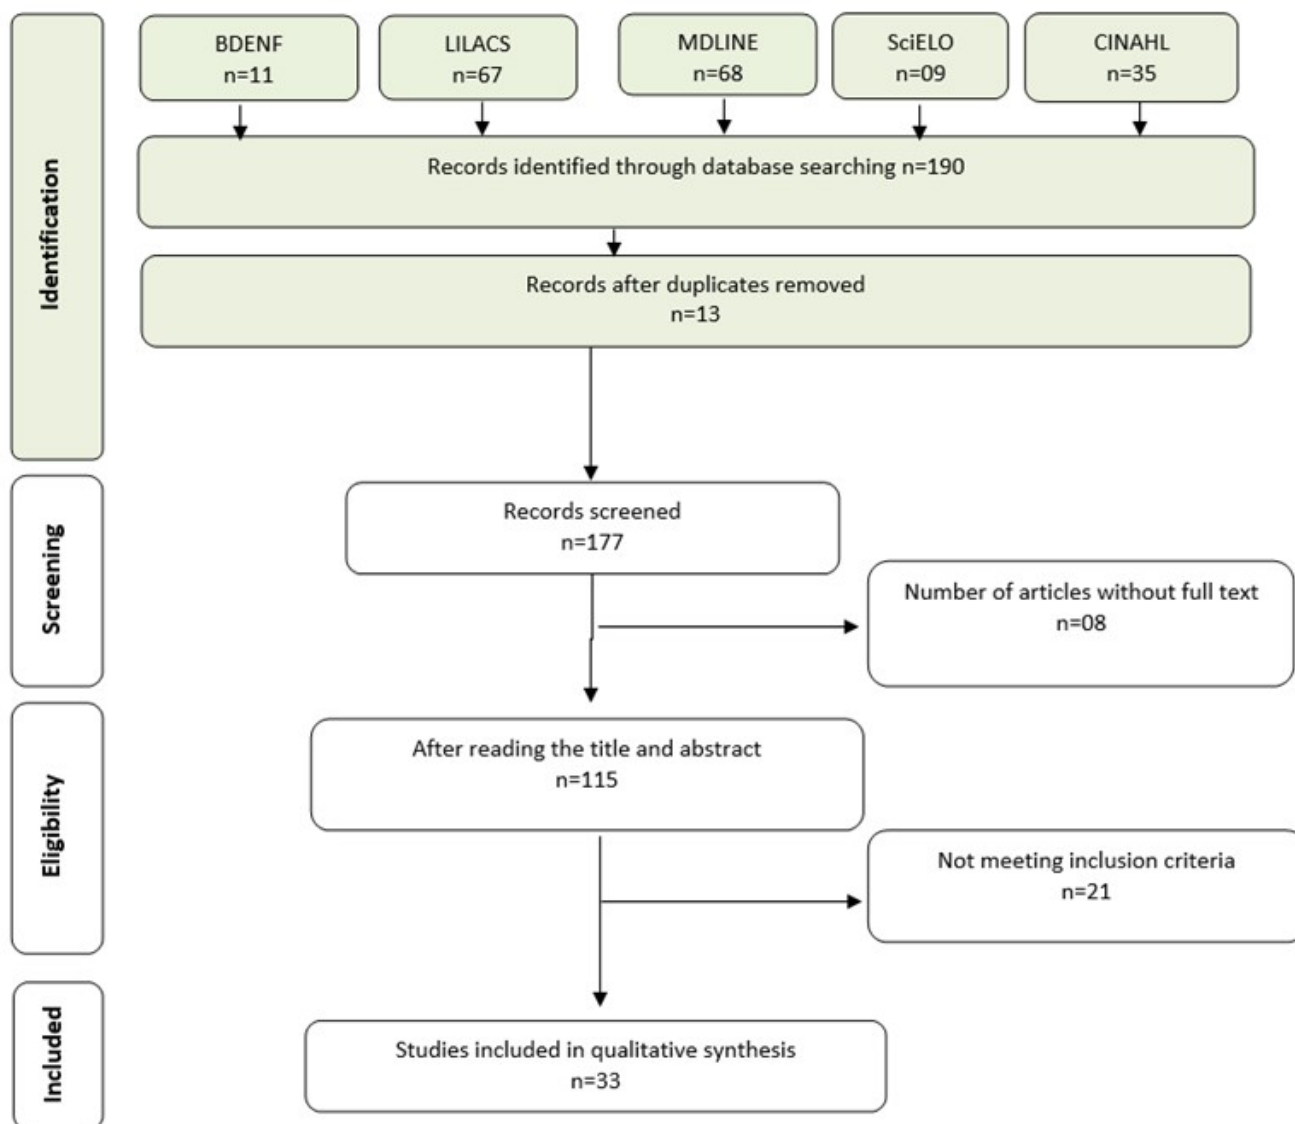 Identification
BDENF
n=11
LILACS
n=67
MDLINE
n=68
SciELO
n=09
CINAHL
n=35
Records identified through database searching n=190
Records after duplicates removed
n=13
Screening
Records screened
n=177
Number of articles without full text
n=08
Eligibility
After reading the title and abstract
n=115
Not meeting inclusion criteria
n=21
Included
Studies included in qualitative synthesis
n=33